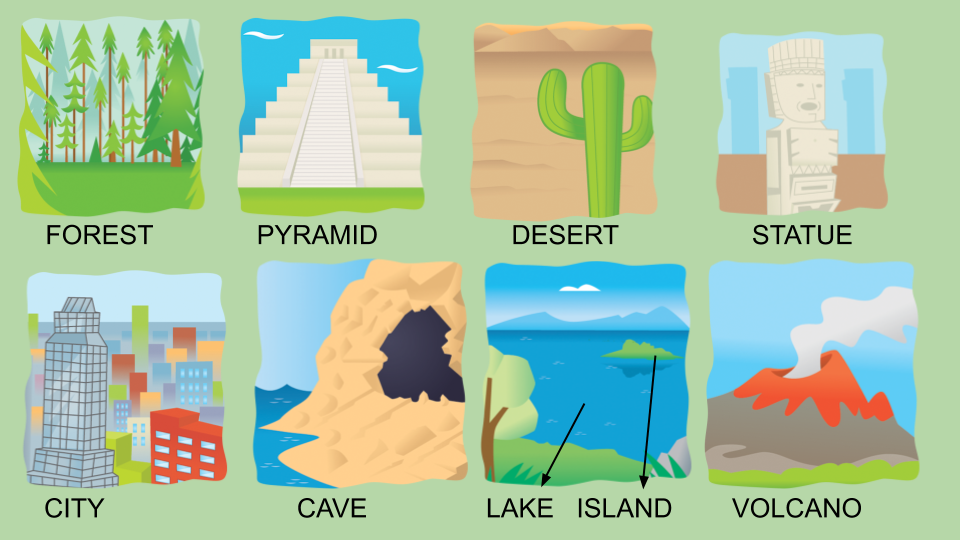 FOREST
PYRAMID
DESERT
STATUE
CITY
CAVE
LAKE
ISLAND
VOLCANO